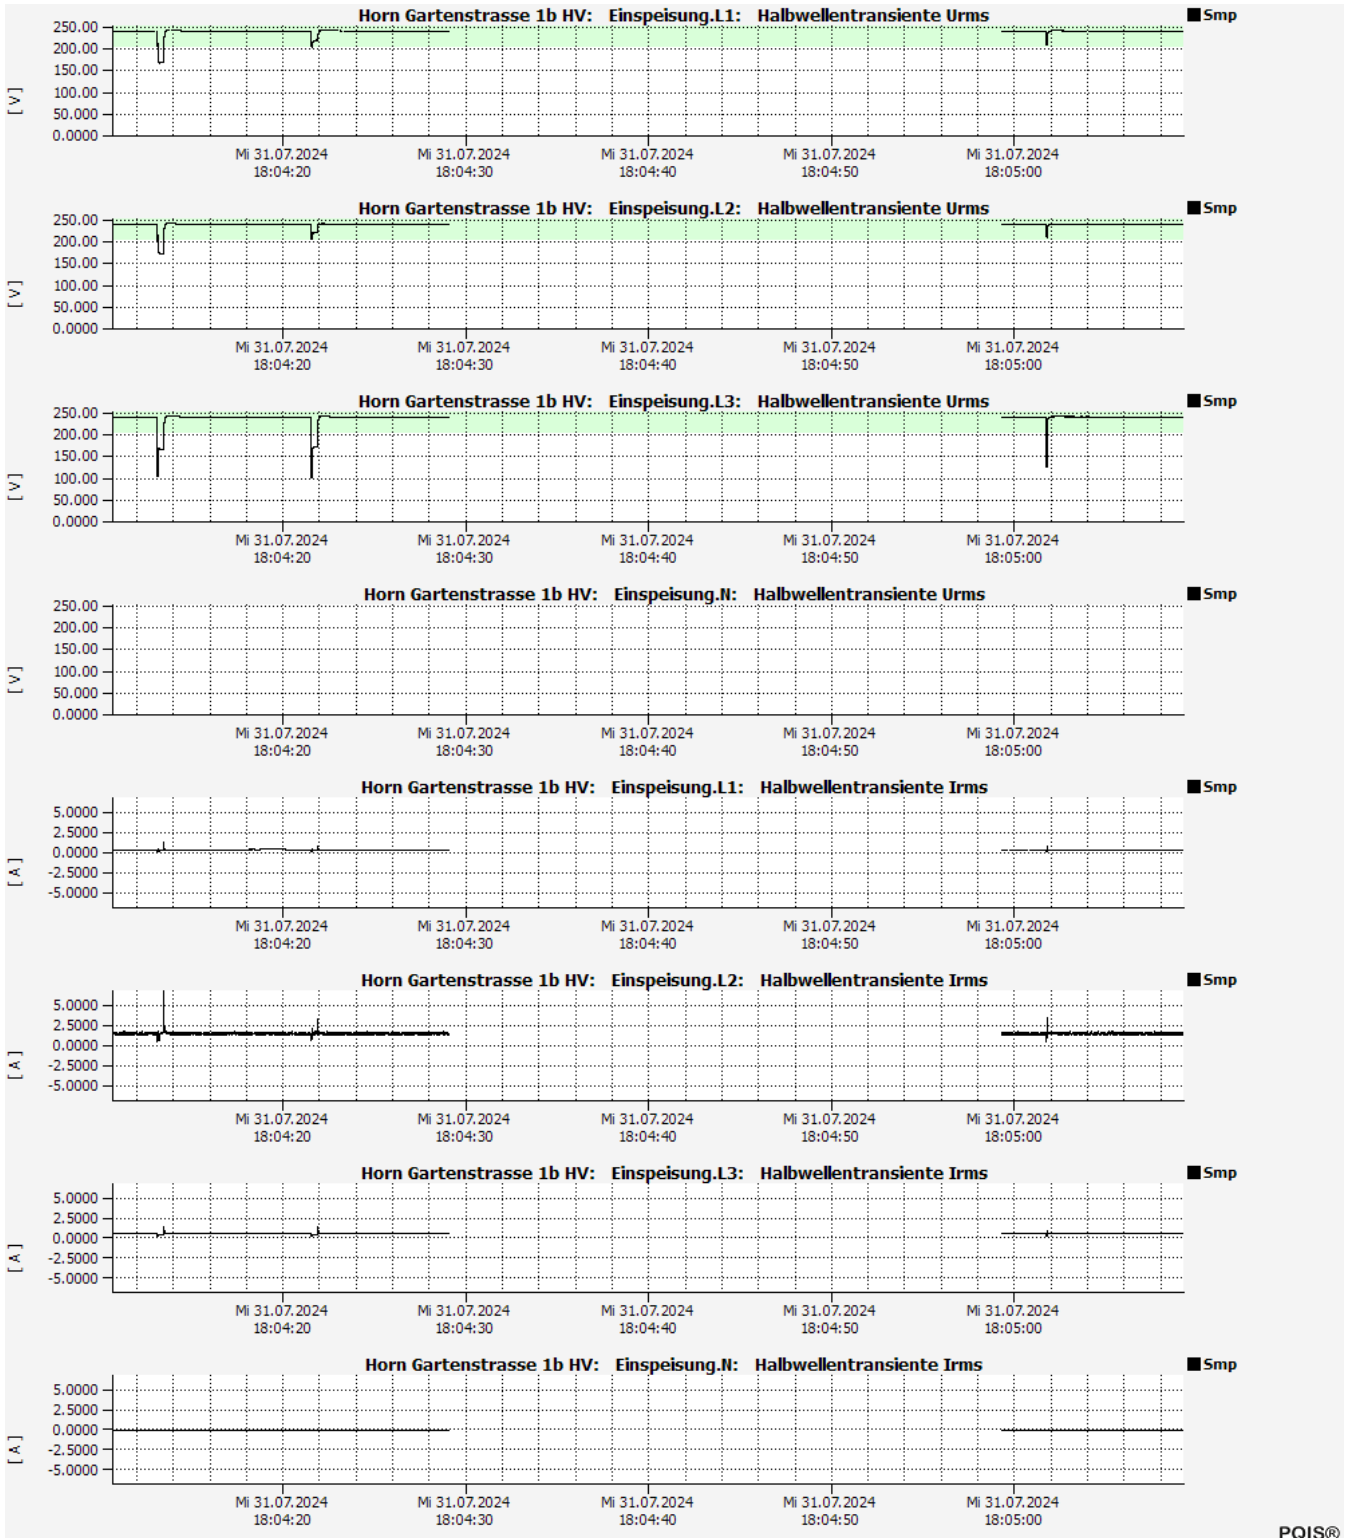 Horn Gartenstrasse 1b HV: Einspeisung.L1: Halbwellentransiente Urms
Smp
250.00
200.00
150.00
100.00
50.000
0.0000
[ V ]
Mi 31.07.2024 Mi 31.07.2024 Mi 31.07.2024 Mi 31.07.2024 Mi 31.07.2024
18:04:20 18:04:30 18:04:40 18:04:50 18:05:00
Horn Gartenstrasse 1b HV: Einspeisung.L2: Halbwellentransiente Urms
Smp
250.00
200.00
150.00
100.00
50.000
0.0000
[ V ]
Mi 31.07.2024 Mi 31.07.2024 Mi 31.07.2024 Mi 31.07.2024 Mi 31.07.2024
18:04:20 18:04:30 18:04:40 18:04:50 18:05:00
Horn Gartenstrasse 1b HV: Einspeisung.L3: Halbwellentransiente Urms
Smp
250.00
200.00
150.00
100.00
50.000
0.0000
[ V ]
Mi 31.07.2024 Mi 31.07.2024 Mi 31.07.2024 Mi 31.07.2024 Mi 31.07.2024
18:04:20 18:04:30 18:04:40 18:04:50 18:05:00
Horn Gartenstrasse 1b HV: Einspeisung.N: Halbwellentransiente Urms
Smp
250.00
200.00
150.00
100.00
50.000
0.0000
[ V ]
Mi 31.07.2024 Mi 31.07.2024 Mi 31.07.2024 Mi 31.07.2024 Mi 31.07.2024
18:04:20 18:04:30 18:04:40 18:04:50 18:05:00
Horn Gartenstrasse 1b HV: Einspeisung.L1: Halbwellentransiente Irms
Smp
5.0000
2.5000
0.0000
-2.5000
-5.0000
[ A ]
Mi 31.07.2024 Mi 31.07.2024 Mi 31.07.2024 Mi 31.07.2024 Mi 31.07.2024
18:04:20 18:04:30 18:04:40 18:04:50 18:05:00
Horn Gartenstrasse 1b HV: Einspeisung.L2: Halbwellentransiente Irms
Smp
5.0000
2.5000
0.0000
-2.5000
-5.0000
[ A ]
Mi 31.07.2024 Mi 31.07.2024 Mi 31.07.2024 Mi 31.07.2024 Mi 31.07.2024
18:04:20 18:04:30 18:04:40 18:04:50 18:05:00
Horn Gartenstrasse 1b HV: Einspeisung.L3: Halbwellentransiente Irms
Smp
5.0000
2.5000
0.0000
-2.5000
-5.0000
[ A ]
Mi 31.07.2024 Mi 31.07.2024 Mi 31.07.2024 Mi 31.07.2024 Mi 31.07.2024
18:04:20 18:04:30 18:04:40 18:04:50 18:05:00
Horn Gartenstrasse 1b HV: Einspeisung.N: Halbwellentransiente Irms
Smp
5.0000
2.5000
0.0000
-2.5000
-5.0000
[ A ]
Mi 31.07.2024 Mi 31.07.2024 Mi 31.07.2024 Mi 31.07.2024 Mi 31.07.2024
18:04:20 18:04:30 18:04:40 18:04:50 18:05:00
PQIS®